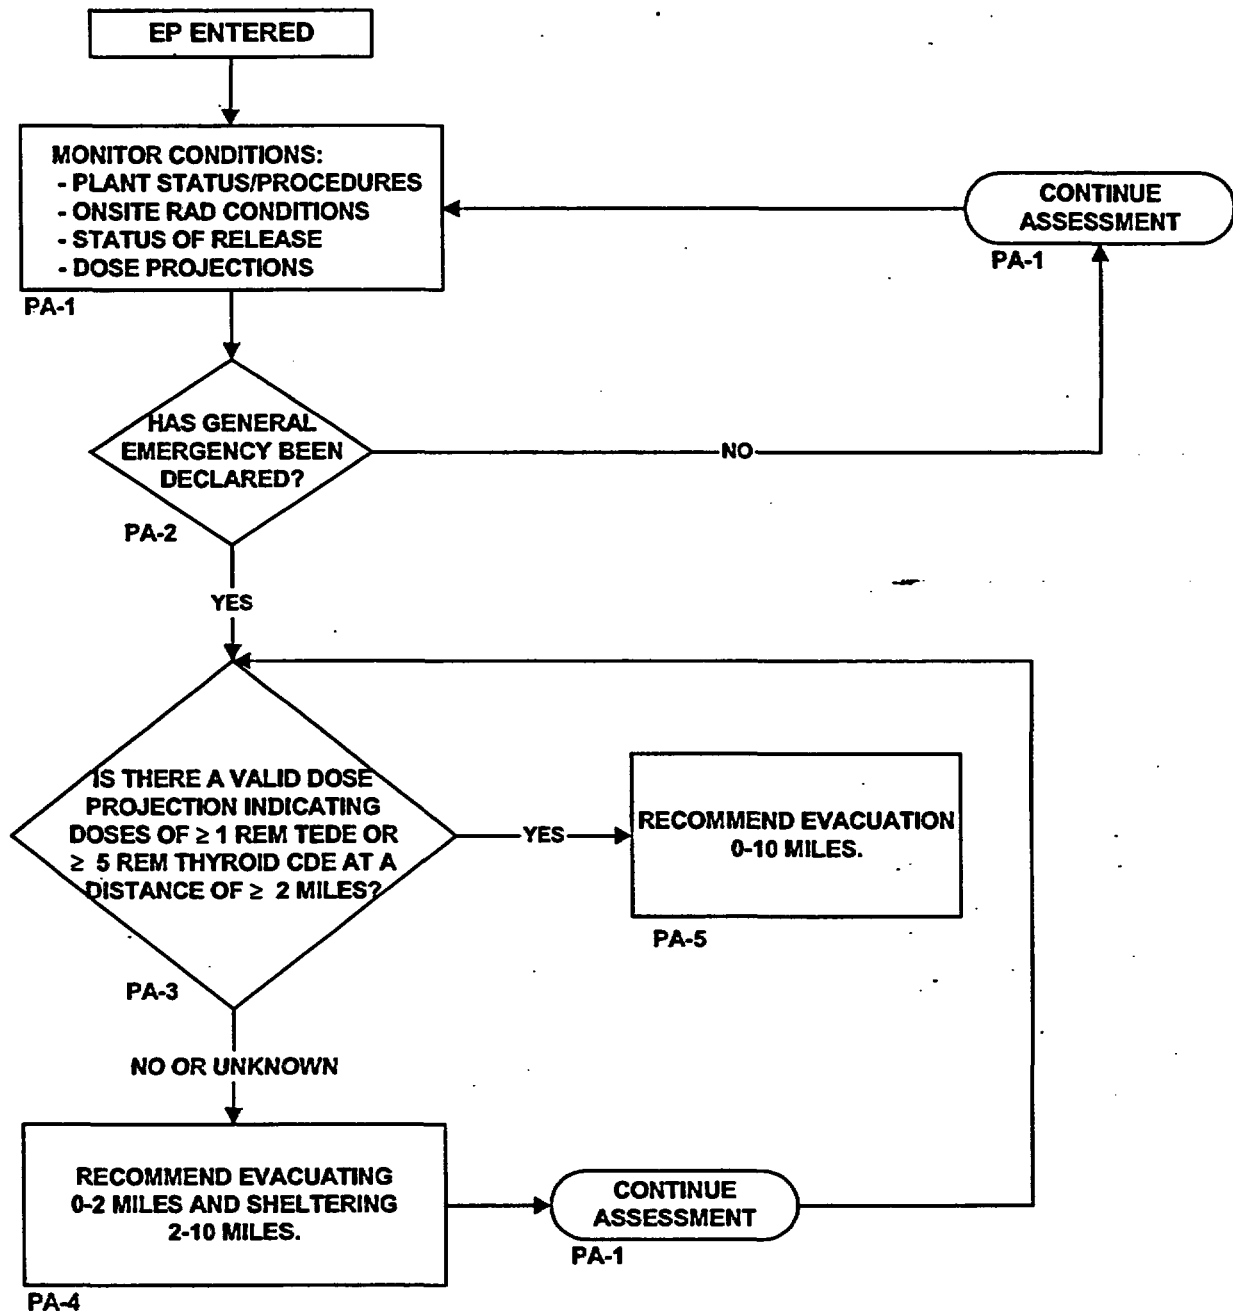 EP ENTERED
MONITOR CONDITIONS:
- PLANT STATUS/PROCEDURES
- ONSITE RAD CONDITIONS
- STATUS OF RELEASE
- DOSE PROJECTIONS
PA-1
CONTINUE
ASSESSMENT
PA-1
HAS GENERAL
EMERGENCY BEEN
DECLARED?
PA-2
NO
YES
IS THERE A VALID DOSE
PROJECTION INDICATING
DOSES OF ≥ 1 REM TEDE OR
≥ 5 REM THYROID CDE AT A
DISTANCE OF ≥ 2 MILES?
PA-3
YES
RECOMMEND EVACUATION
0-10 MILES.
PA-5
NO OR UNKNOWN
RECOMMEND EVACUATING
0-2 MILES AND SHELTERING
2-10 MILES.
PA-4
CONTINUE
ASSESSMENT
PA-1